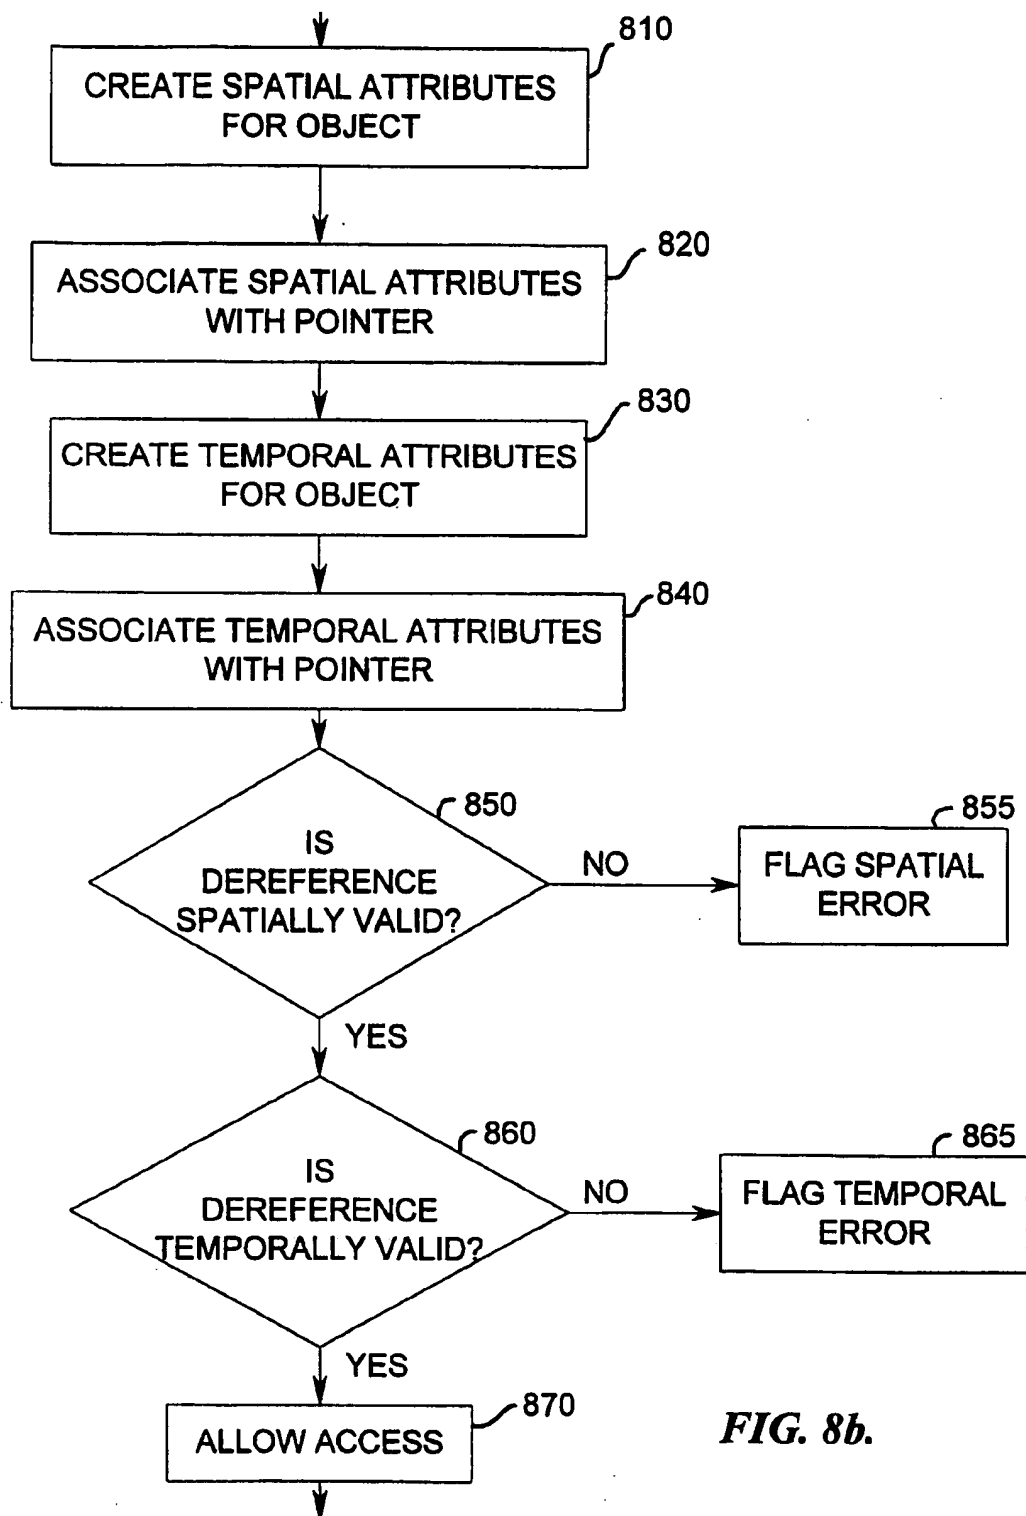 810
CREATE SPATIAL ATTRIBUTES
FOR OBJECT
820
ASSOCIATE SPATIAL ATTRIBUTES
WITH POINTER
830
CREATE TEMPORAL ATTRIBUTES
FOR OBJECT
840
ASSOCIATE TEMPORAL ATTRIBUTES
WITH POINTER
850
IS
DEREFERENCE
SPATIALLY VALID?
NO
855
FLAG SPATIAL
ERROR
YES
860
IS
DEREFERENCE
TEMPORALLY VALID?
NO
865
FLAG TEMPORAL
ERROR
YES
870
ALLOW ACCESS
FIG. 8b.